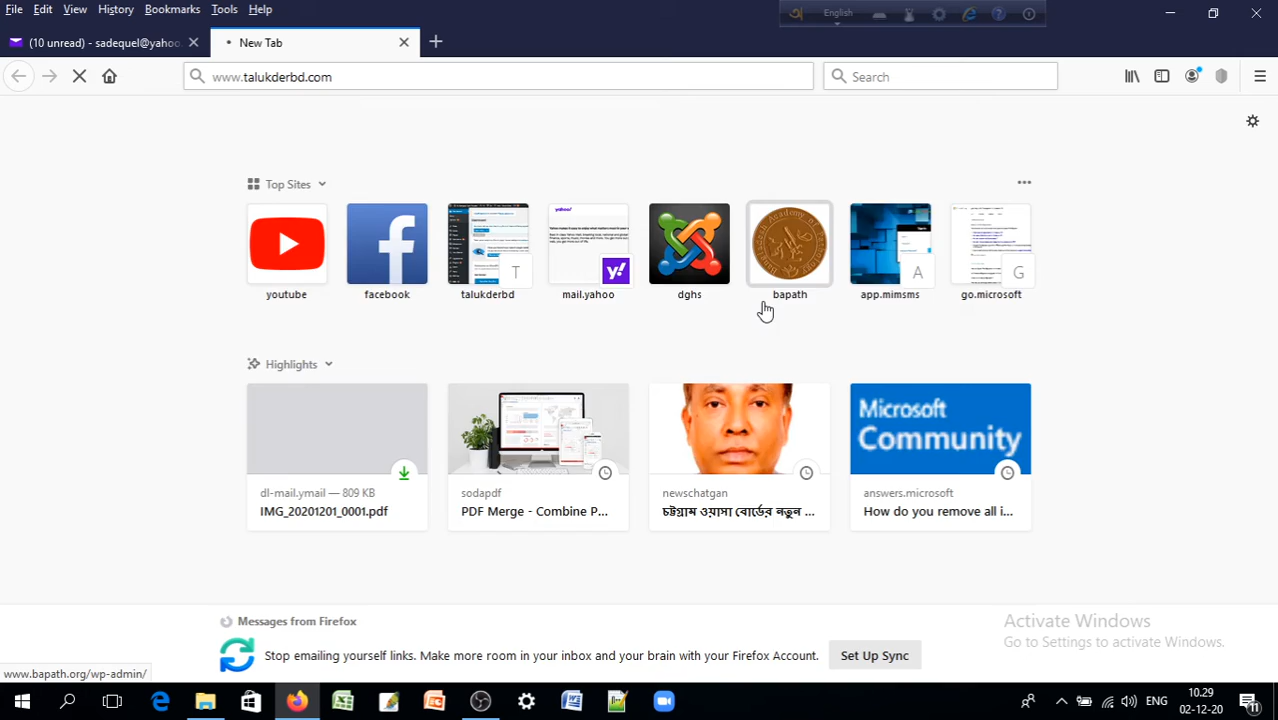 File Edit View History Bookmarks Tools Help
English
(10 unread) - sadequel@yahoo.
New Tab
www.talukderbd.com
Search
Top Sites
yahoo!
T
y!
A
G
youtube
facebook
talukderbd
mail.yahoo
dghs
bapath
app.mimsms
go.microsoft
Highlights
Microsoft
Community
dl-mail.ymail — 809 KB
IMG_20201201_0001.pdf
sodapdf
PDF Merge - Combine P...
newschatgan
চট্টগ্রাম ওয়াসা বোর্ডের নতুন ...
answers.microsoft
How do you remove all i...
Messages from Firefox
Stop emailing yourself links. Make more room in your inbox and your brain with your Firefox Account.
Set Up Sync
Activate Windows
Go to Settings to activate Windows.
www.bapath.org/wp-admin/
ENG
10.29
02-12-20
11